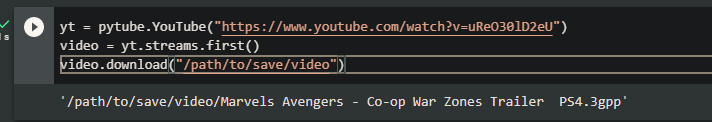 1s
yt = pytube.YouTube("https://www.youtube.com/watch?v=uReO30lD2eU")
video = yt.streams.first()
video.download("/path/to/save/video")
'/path/to/save/video/Marvels Avengers - Co-op War Zones Trailer  PS4.3gpp'